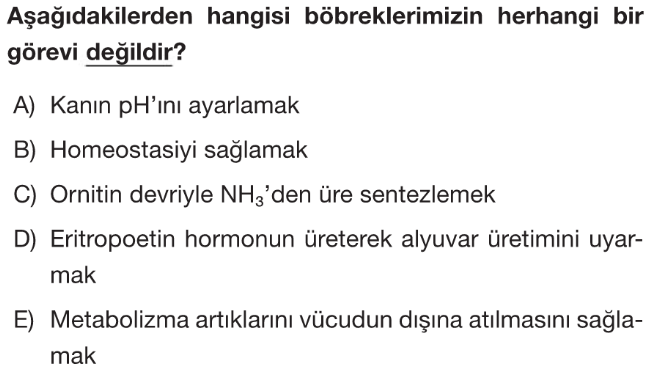 Aşağıdakilerden hangisi böbreklerimizin herhangi bir
görevi değildir?
A) Kanın pH'ını ayarlamak
B) Homeostasiyi sağlamak
C) Ornitin devriyle NH₃'den üre sentezlemek
D) Eritropoetin hormonun üreterek alyuvar üretimini uyar-
mak
E) Metabolizma artıklarını vücudun dışına atılmasını sağla-
mak